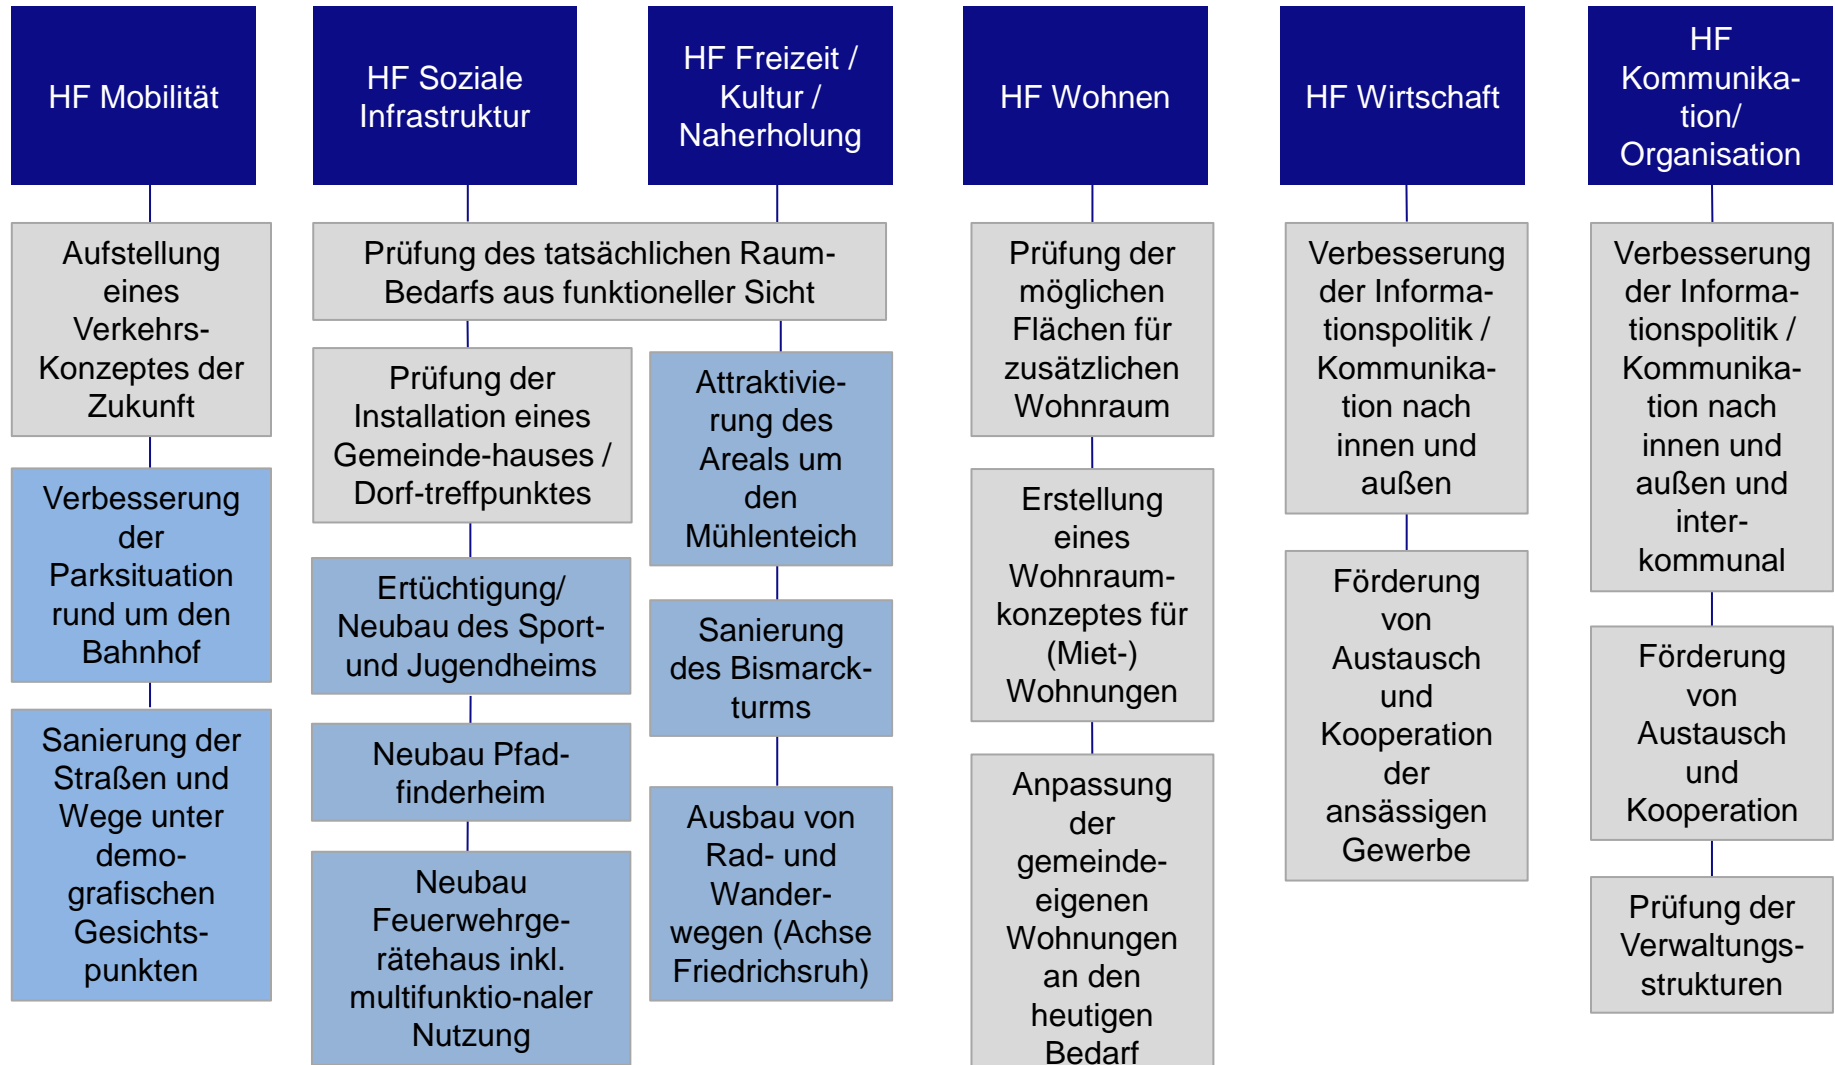 HF Mobilität
HF Soziale
Infrastruktur
HF Freizeit /
Kultur /
Naherholung
HF Wohnen
HF Wirtschaft
HF
Kommunika-
tion/
Organisation
Aufstellung
eines
Verkehrs-
Konzeptes der
Zukunft
Verbesserung
der
Parksituation
rund um den
Bahnhof
Sanierung der
Straßen und
Wege unter
demo-
grafischen
Gesichts-
punkten
Prüfung des tatsächlichen Raum-
Bedarfs aus funktioneller Sicht
Prüfung der
Installation eines
Gemeinde-hauses /
Dorf-treffpunktes
Ertüchtigung/
Neubau des Sport-
und Jugendheims
Neubau Pfad-
finderheim
Neubau
Feuerwehrge-
rätehaus inkl.
multifunktio-naler
Nutzung
Attraktivie-
rung des
Areals um
den
Mühlenteich
Sanierung
des Bismarck-
turms
Ausbau von
Rad- und
Wander-
wegen (Achse
Friedrichsruh)
Prüfung der
möglichen
Flächen für
zusätzlichen
Wohnraum
Erstellung
eines
Wohnraum-
konzeptes für
(Miet-)
Wohnungen
Anpassung
der
gemeinde-
eigenen
Wohnungen
an den
heutigen
Bedarf
Verbesserung
der Informa-
tionspolitik /
Kommunika-
tion nach
innen und
außen
Förderung
von
Austausch
und
Kooperation
der
ansässigen
Gewerbe
Verbesserung
der Informa-
tionspolitik /
Kommunika-
tion nach
innen und
außen und
inter-
kommunal
Förderung
von
Austausch
und
Kooperation
Prüfung der
Verwaltungs-
strukturen